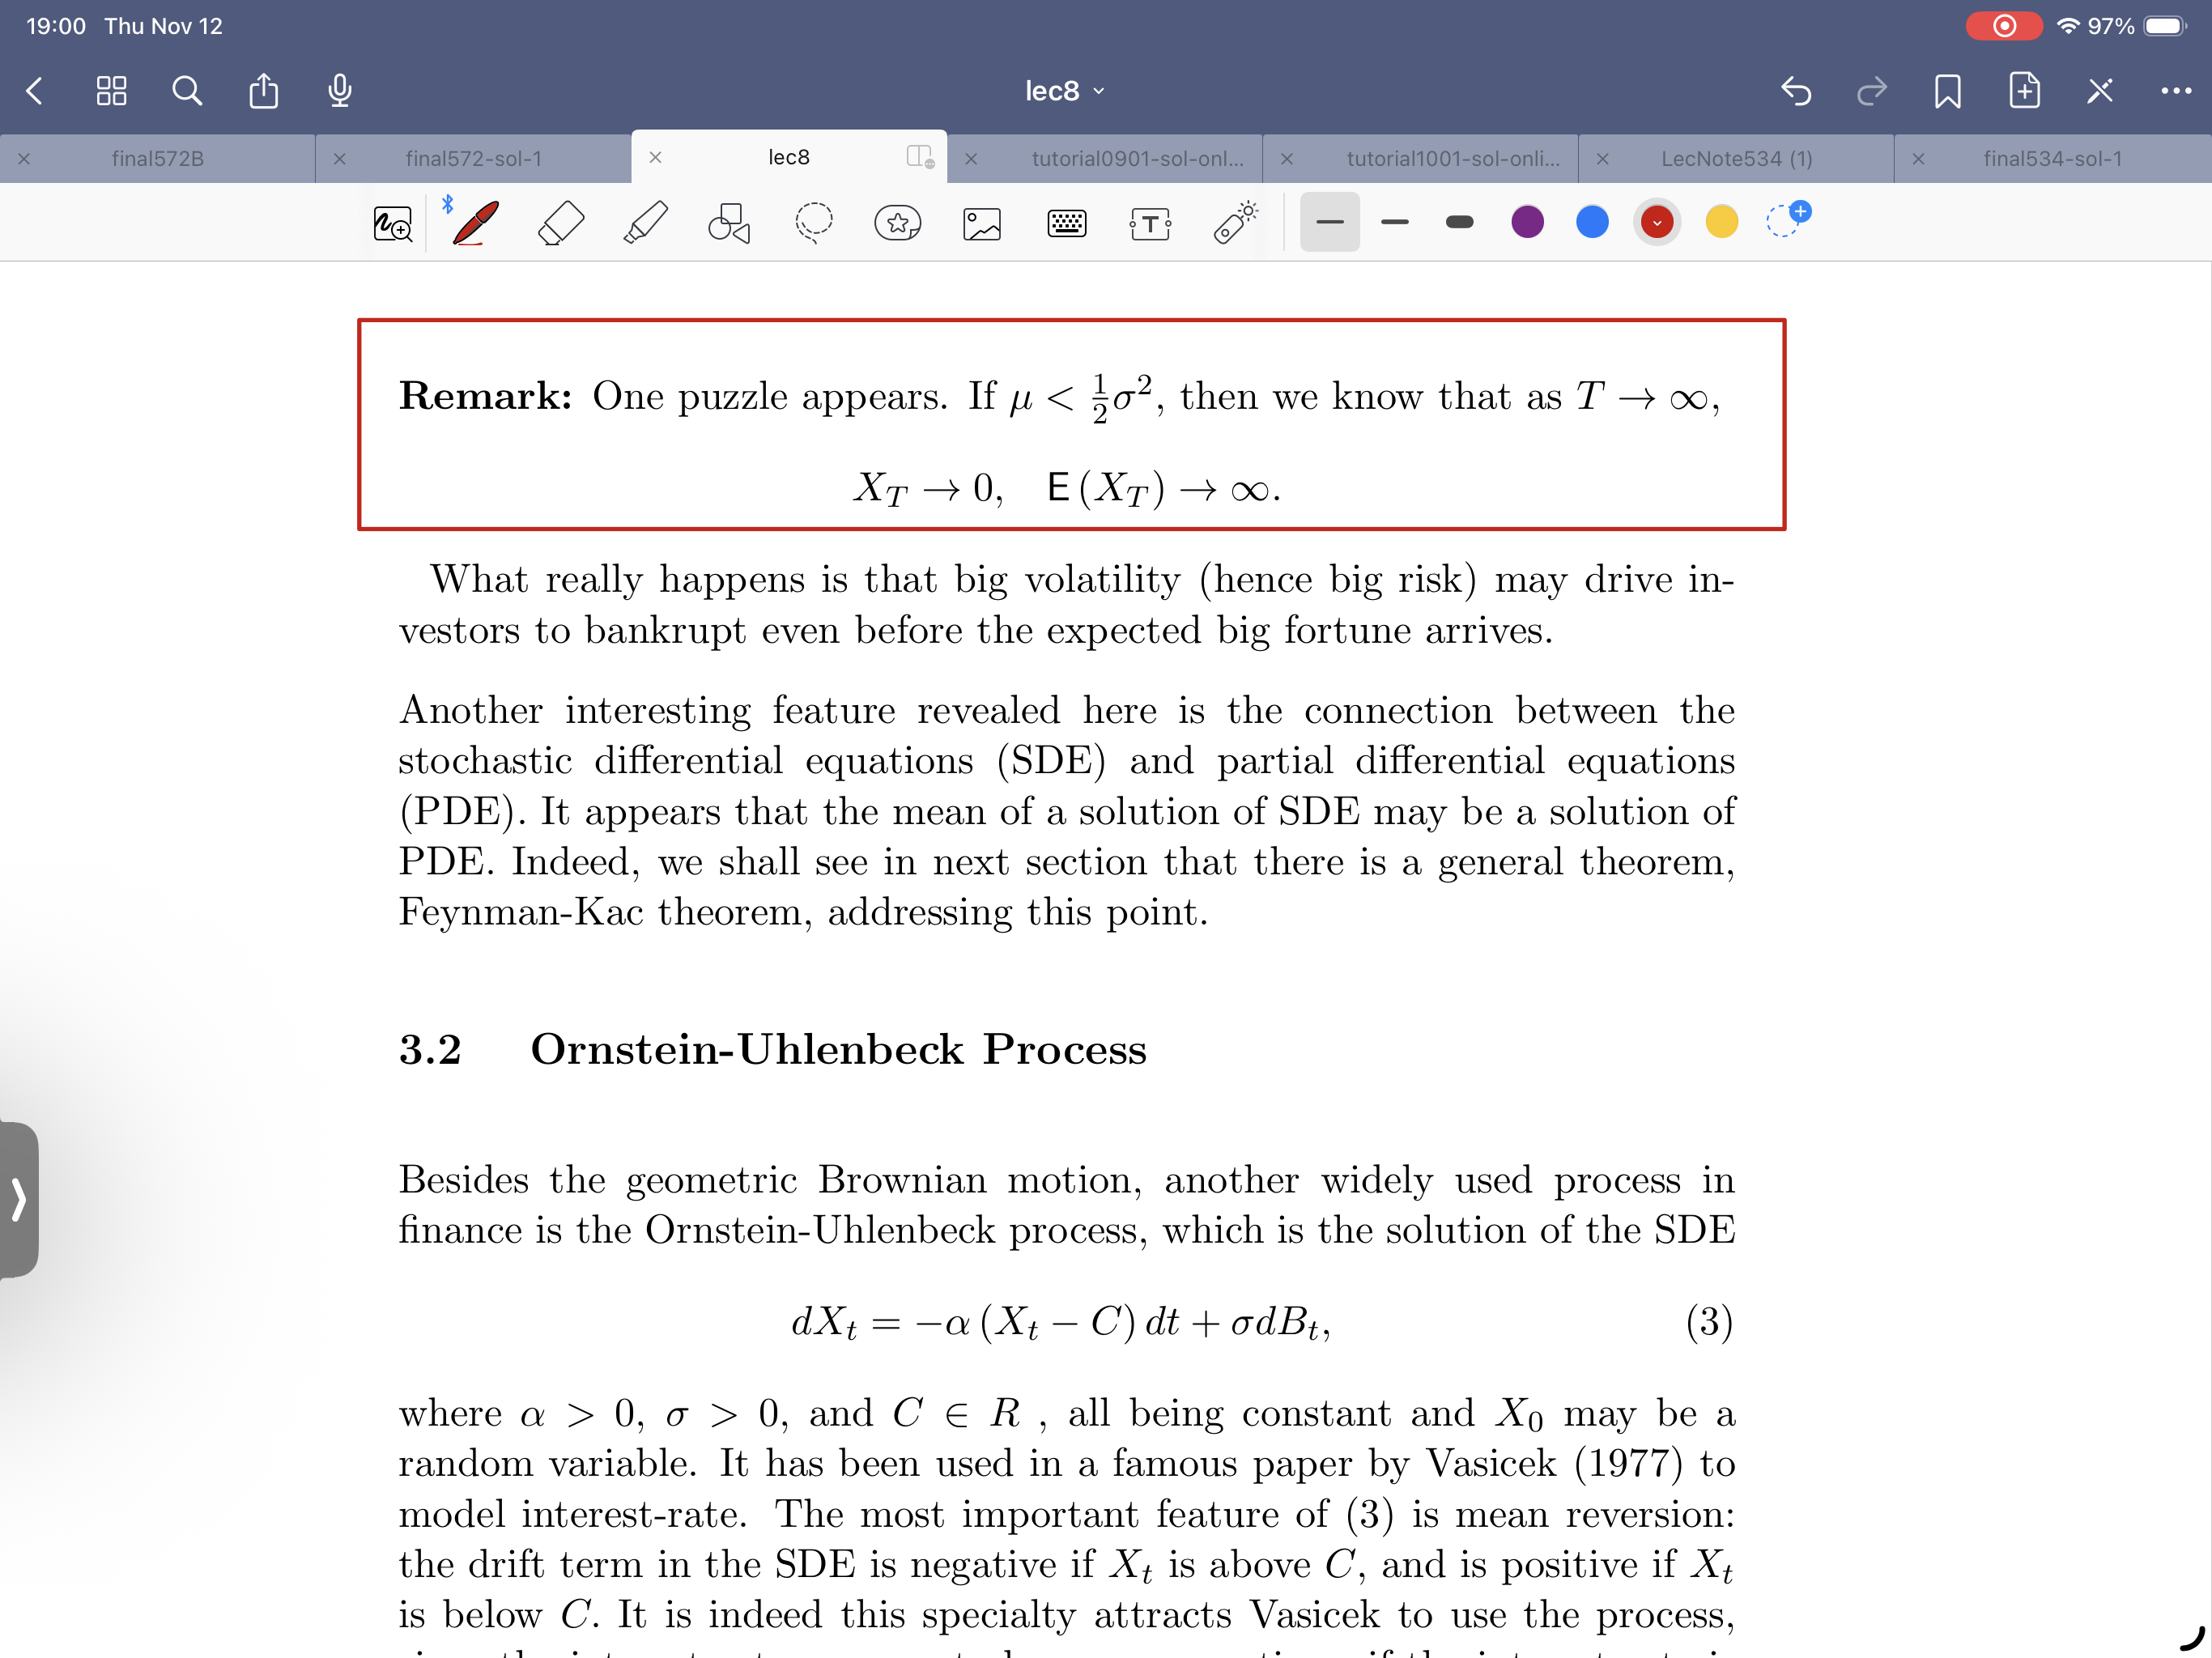 19:00 Thu Nov 12
97%
lec8
final572B
final572-sol-1
lec8
tutorial0901-sol-onl...
tutorial1001-sol-onli...
LecNote534 (1)
final534-sol-1
T
Remark: One puzzle appears. If μ < ½σ², then we know that as T → ∞,
X_T → 0, E (X_T) → ∞.
What really happens is that big volatility (hence big risk) may drive in-
vestors to bankrupt even before the expected big fortune arrives.
Another interesting feature revealed here is the connection between the
stochastic differential equations (SDE) and partial differential equations
(PDE). It appears that the mean of a solution of SDE may be a solution of
PDE. Indeed, we shall see in next section that there is a general theorem,
Feynman-Kac theorem, addressing this point.
3.2 Ornstein-Uhlenbeck Process
Besides the geometric Brownian motion, another widely used process in
finance is the Ornstein-Uhlenbeck process, which is the solution of the SDE
dX_t = −α (X_t − C) dt + σdB_t, (3)
where α > 0, σ > 0, and C ∈ R , all being constant and X_0 may be a
random variable. It has been used in a famous paper by Vasicek (1977) to
model interest-rate. The most important feature of (3) is mean reversion:
the drift term in the SDE is negative if X_t is above C, and is positive if X_t
is below C. It is indeed this specialty attracts Vasicek to use the process,